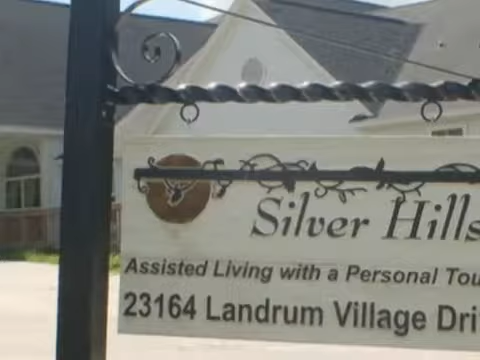 Silver Hills
Assisted Living with a Personal Tou
23164 Landrum Village Dri